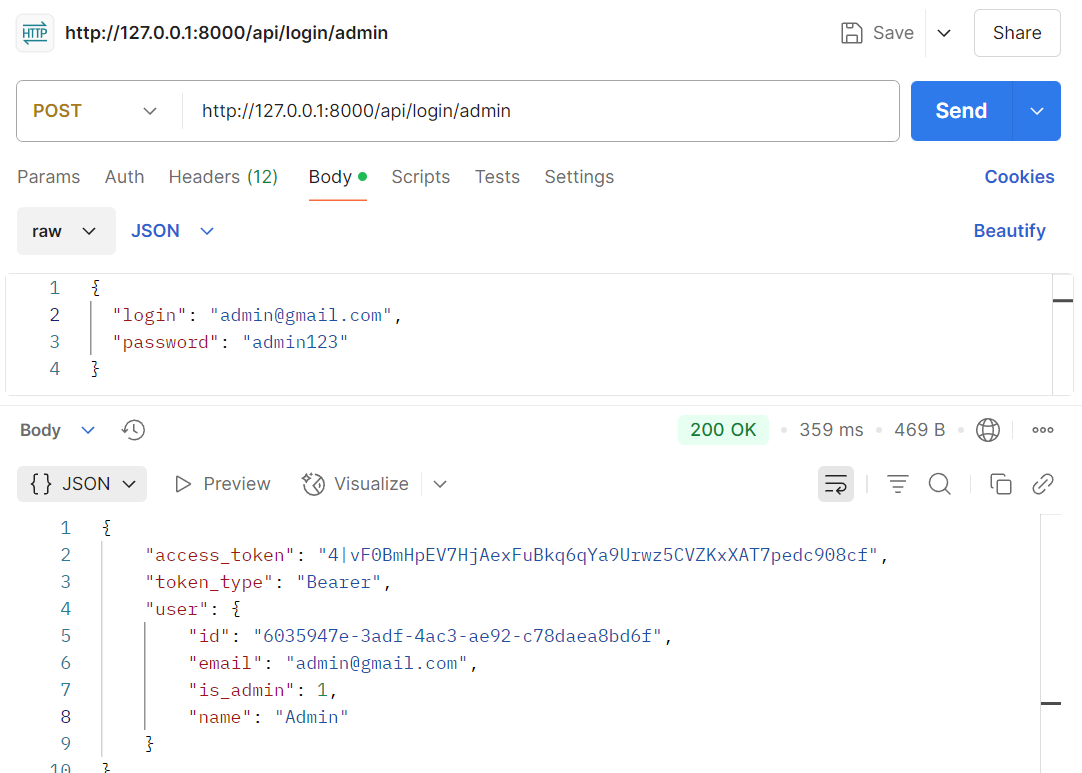 HTTP http://127.0.0.1:8000/api/login/admin Save Share
POST http://127.0.0.1:8000/api/login/admin Send
Params Auth Headers (12) Body Scripts Tests Settings Cookies
raw JSON Beautify
1 {
2 "login": "admin@gmail.com",
3 "password": "admin123"
4 }
Body 200 OK 359 ms 469 B
{} JSON Preview Visualize
1 {
2 "access_token": "4|vF0BmHpEV7HjAexFuBkq6qYa9Urwz5CVZKxXAT7pedc908cf",
3 "token_type": "Bearer",
4 "user": {
5 "id": "6035947e-3adf-4ac3-ae92-c78daea8bd6f",
6 "email": "admin@gmail.com",
7 "is_admin": 1,
8 "name": "Admin"
9 }
10 }